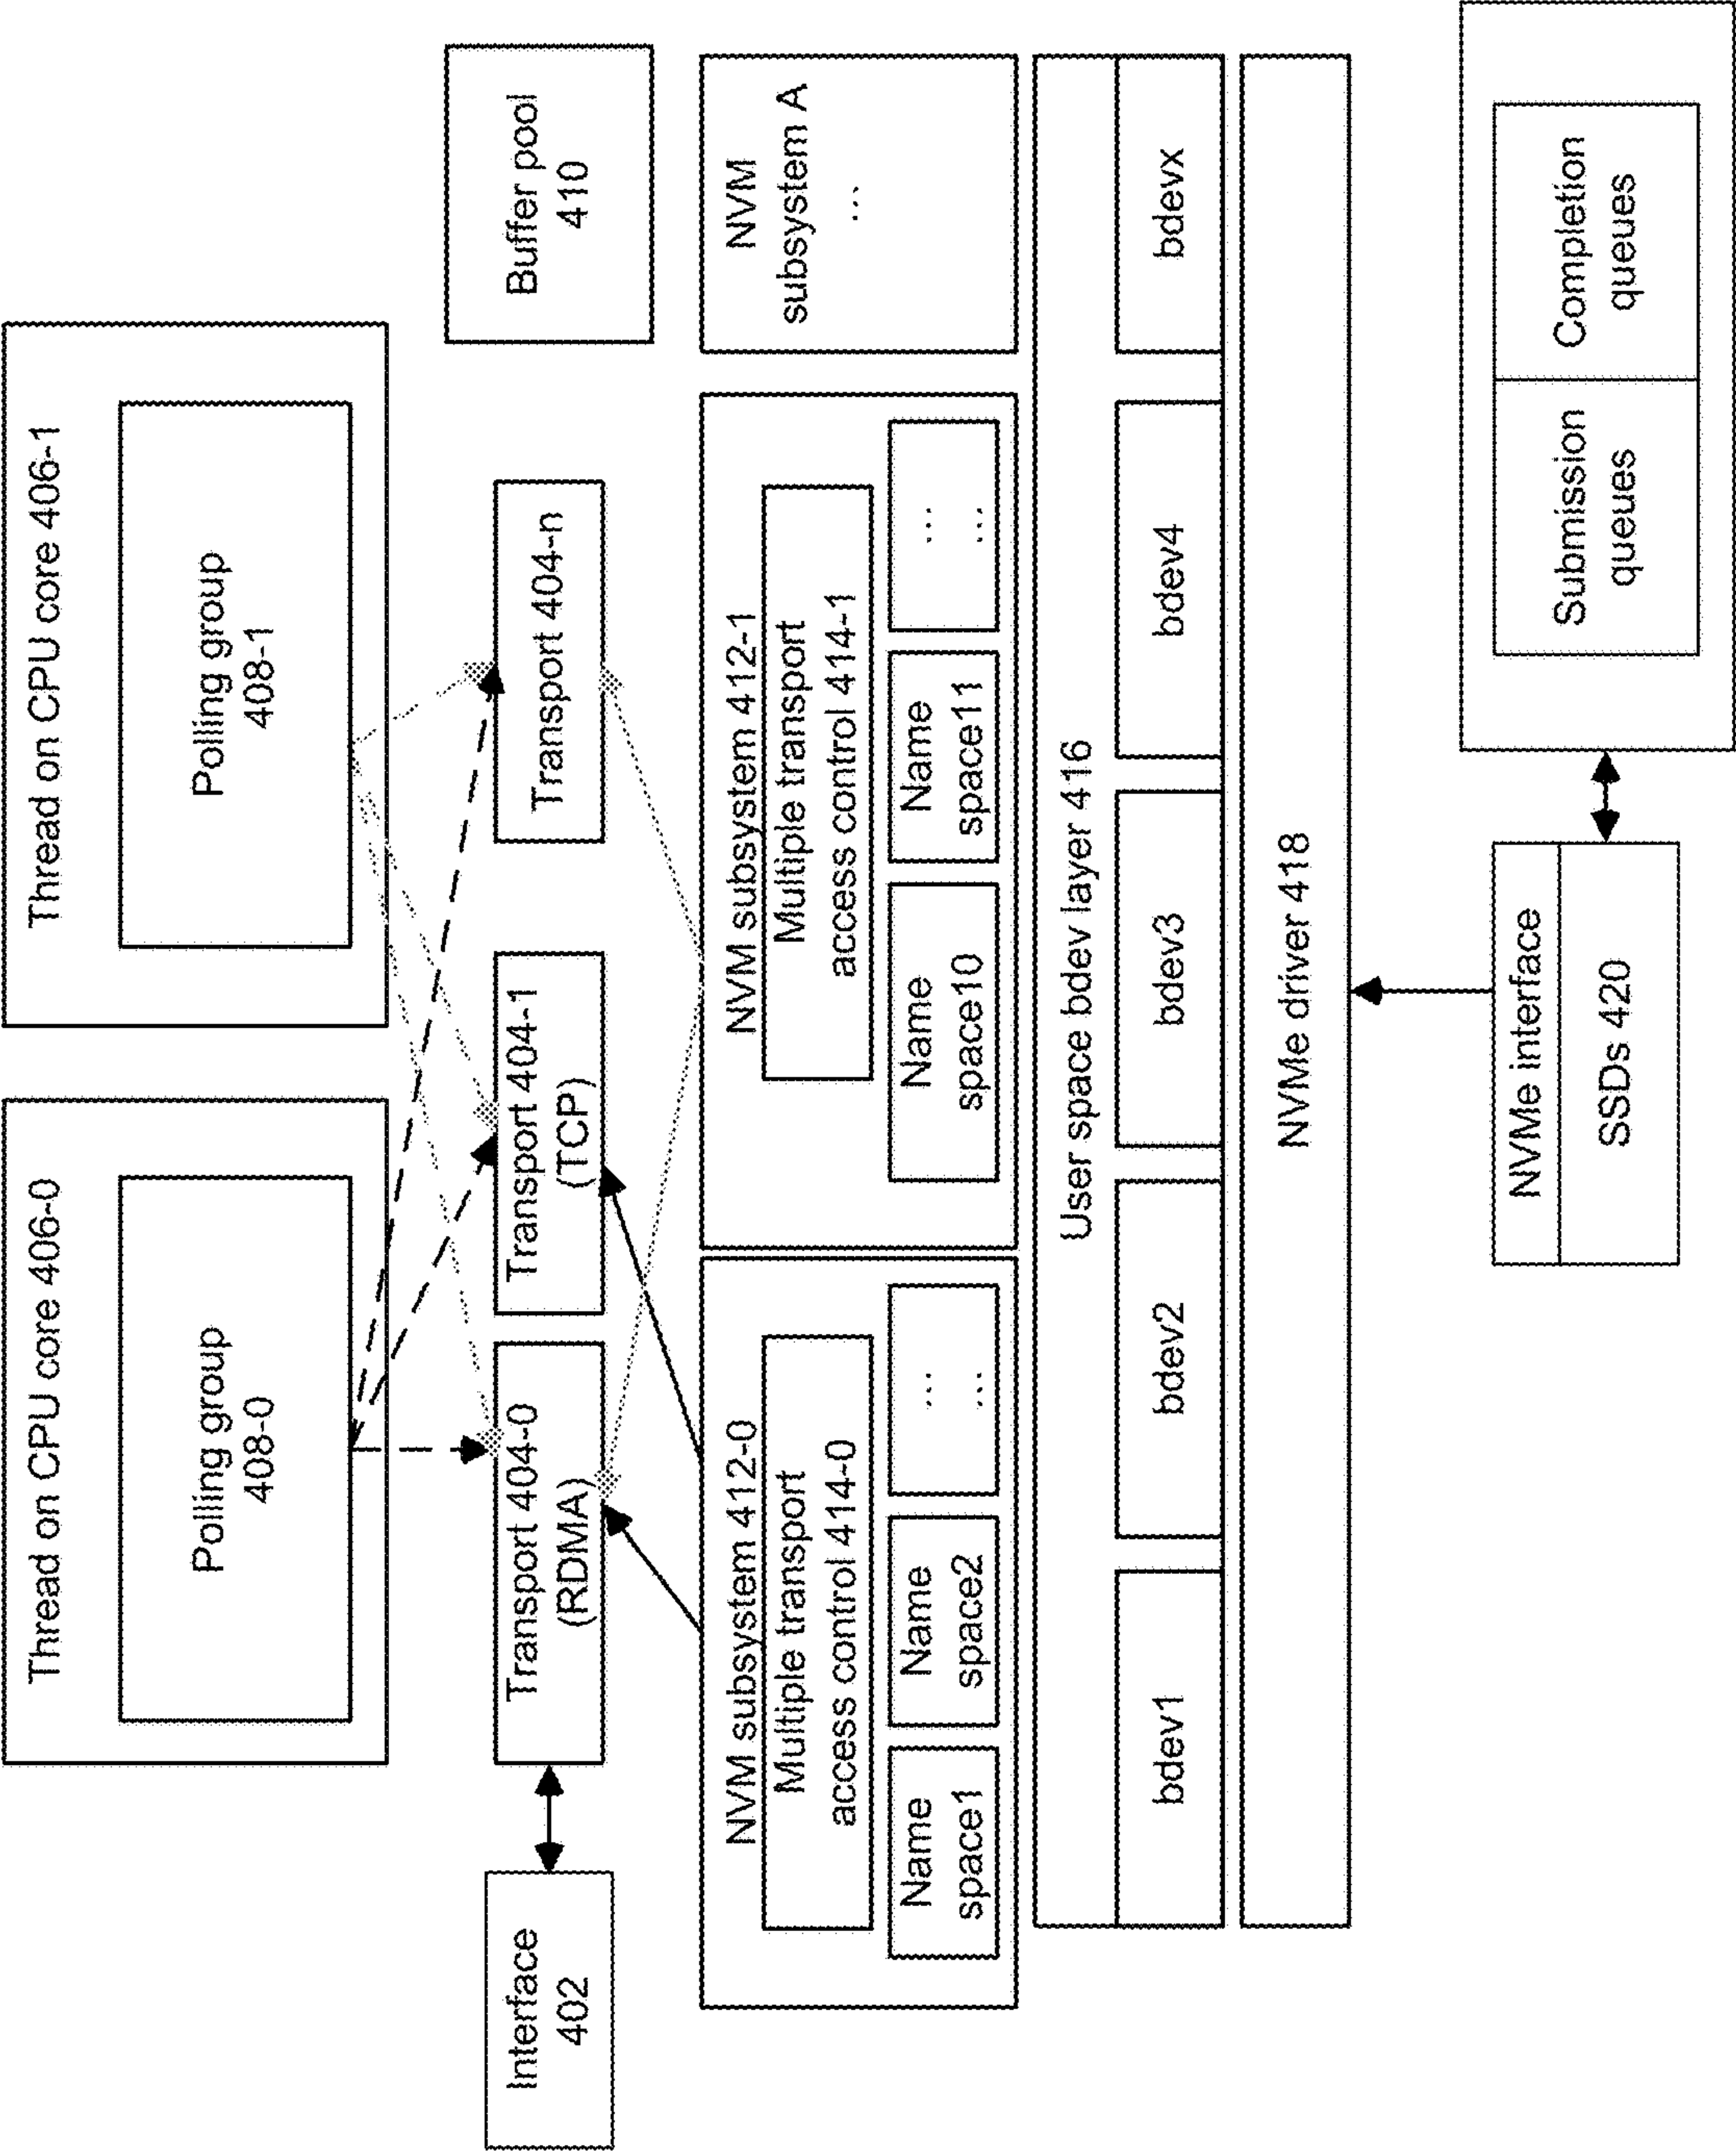 Thread on CPU core 406-0
Polling group
408-0
Thread on CPU core 406-1
Polling group
408-1
Interface
402
Transport 404-0
(RDMA)
Transport 404-1
(TCP)
Transport 404-n
Buffer pool
410
NVM subsystem 412-0
Multiple transport
access control 414-0
Name
space1
Name
space2
...
...
NVM subsystem 412-1
Multiple transport
access control 414-1
Name
space10
Name
space11
...
...
NVM
subsystem A
...
User space bdev layer 416
bdev1
bdev2
bdev3
bdev4
bdevx
NVMe driver 418
NVMe interface
SSDs 420
Submission
queues
Completion
queues